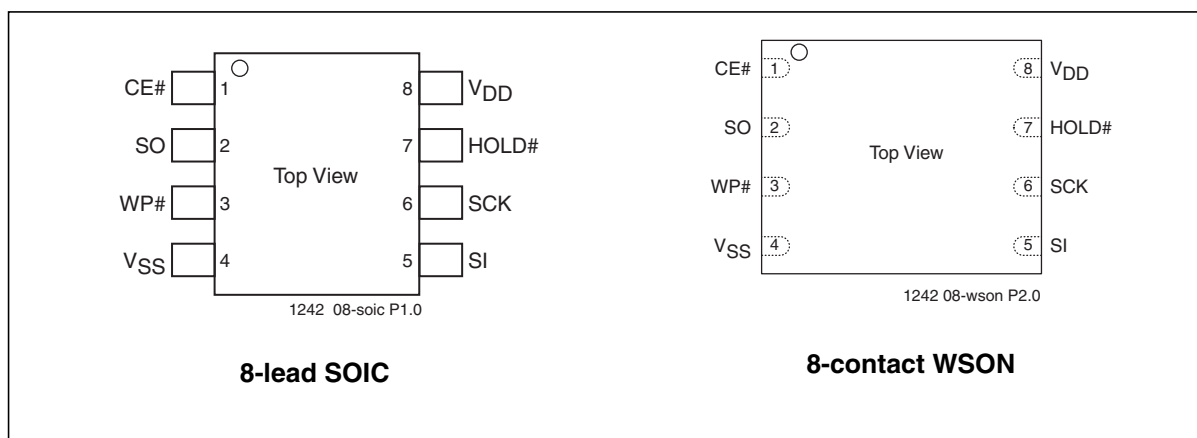 CE# 1 8 VDD
SO 2 7 HOLD#
Top View
WP# 3 6 SCK
VSS 4 5 SI
1242 08-soic P1.0
8-lead SOIC
CE# 1 8 VDD
SO 2 7 HOLD#
Top View
WP# 3 6 SCK
VSS 4 5 SI
1242 08-wson P2.0
8-contact WSON